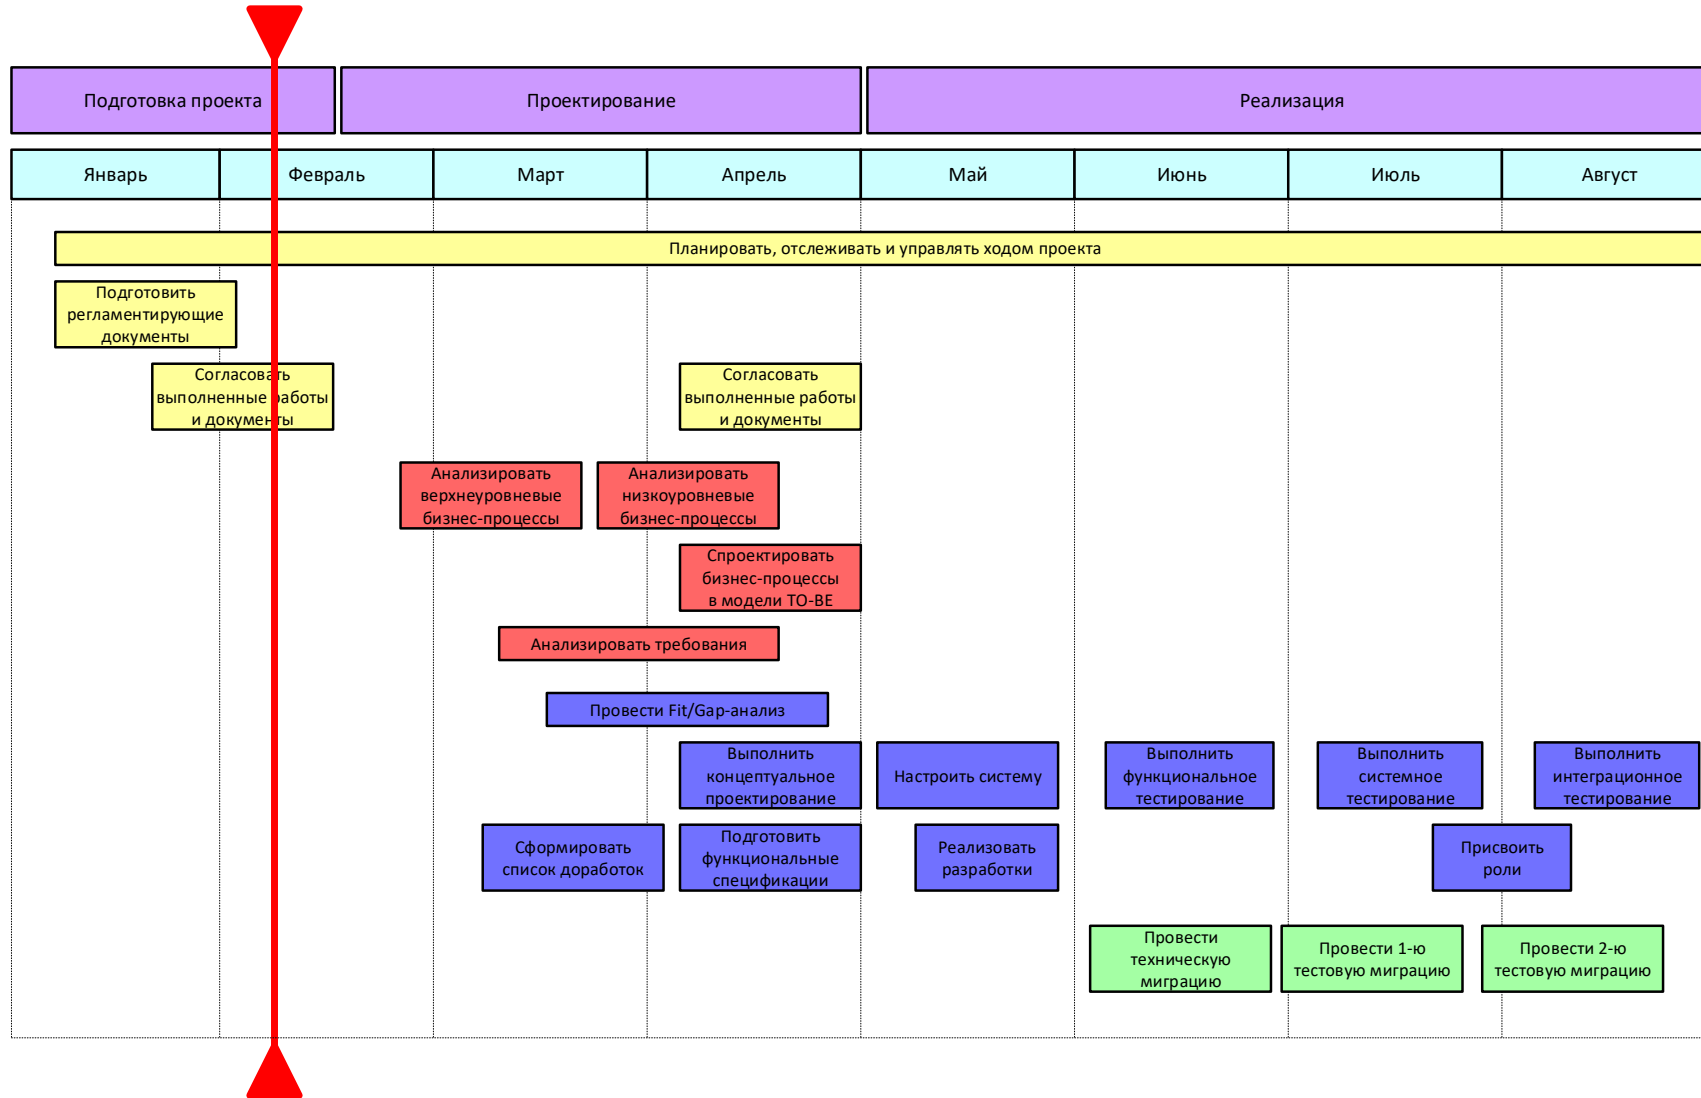 Подготовка проекта
Проектирование
Реализация
Январь
Февраль
Март
Апрель
Май
Июнь
Июль
Август
Планировать, отслеживать и управлять ходом проекта
Подготовить
регламентирующие
документы
Согласовать
выполненные работы
и документы
Согласовать
выполненные работы
и документы
Анализировать
верхнеуровневые
бизнес-процессы
Анализировать
низкоуровневые
бизнес-процессы
Спроектировать
бизнес-процессы
в модели TO-BE
Анализировать требования
Провести Fit/Gap-анализ
Выполнить
концептуальное
проектирование
Настроить систему
Выполнить
функциональное
тестирование
Выполнить
системное
тестирование
Выполнить
интеграционное
тестирование
Сформировать
список доработок
Подготовить
функциональные
спецификации
Реализовать
разработки
Присвоить
роли
Провести
техническую
миграцию
Провести 1-ю
тестовую миграцию
Провести 2-ю
тестовую миграцию